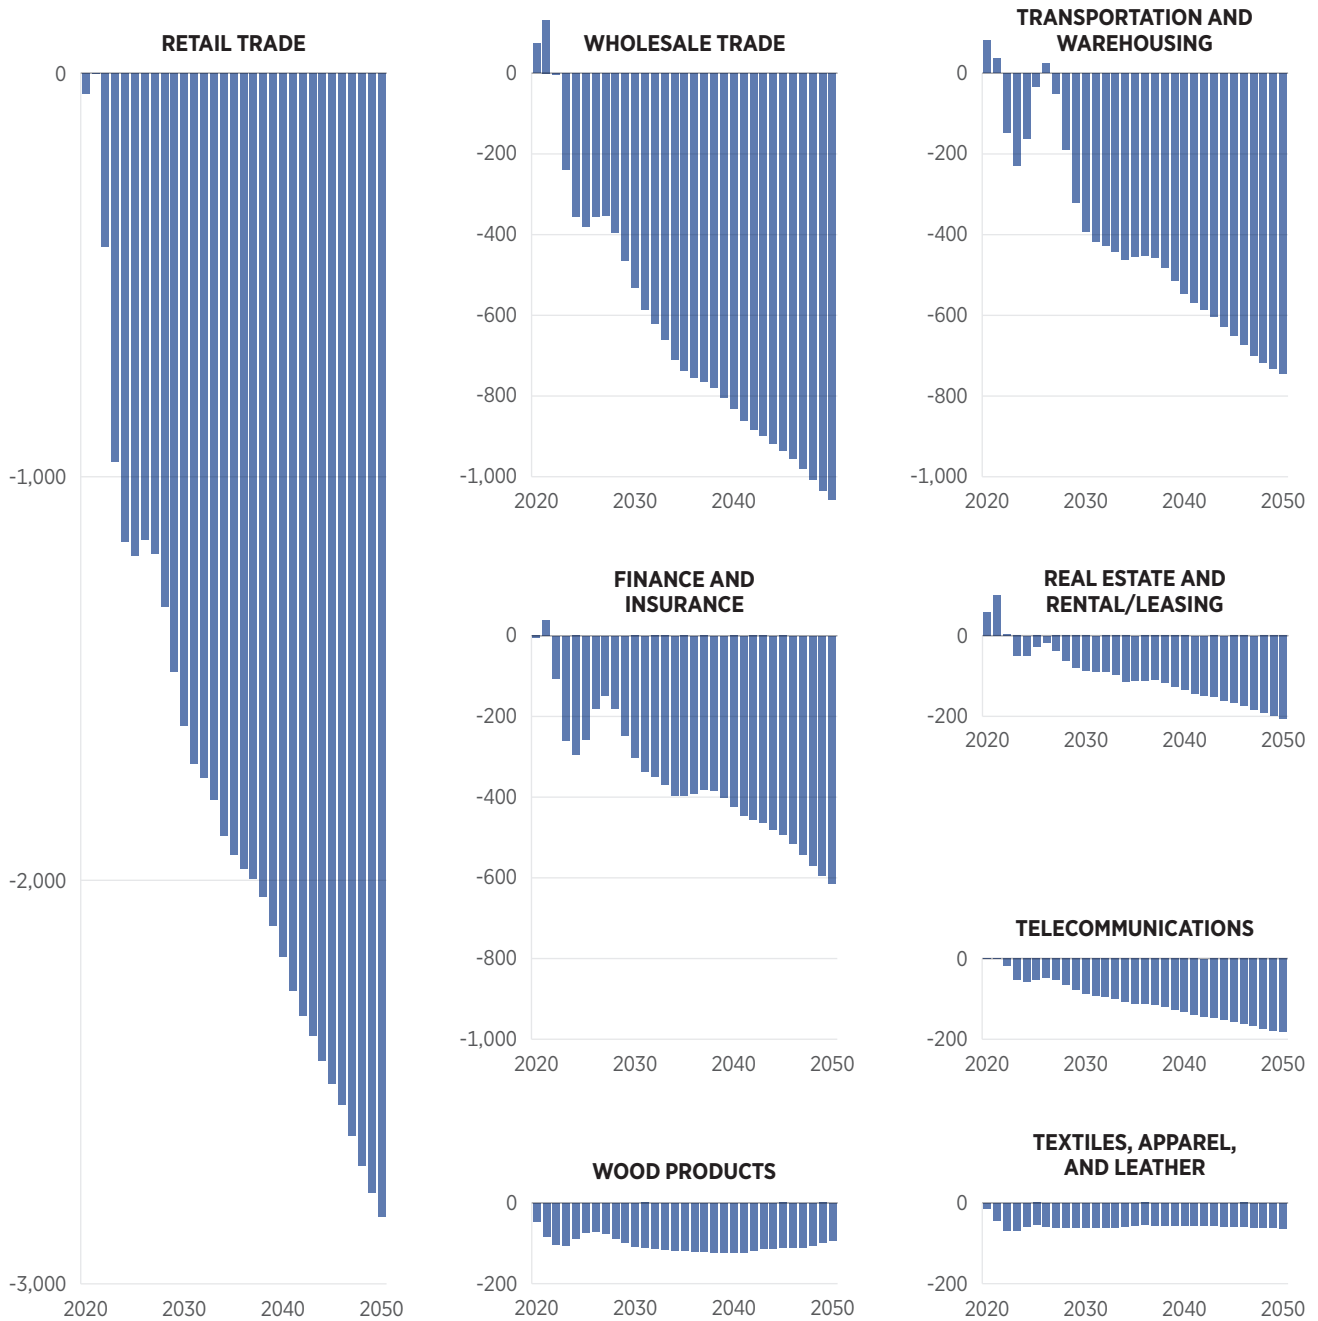 RETAIL TRADE
0
-1,000
-2,000
-3,000
2020 2030 2040 2050
WHOLESALE TRADE
0
-200
-400
-600
-800
-1,000
2020 2030 2040
TRANSPORTATION AND
WAREHOUSING
0
-200
-400
-600
-800
-1,000
2020 2030 2040 2050
FINANCE AND
INSURANCE
0
-200
-400
-600
-800
-1,000
2020 2030 2040 2050
REAL ESTATE AND
RENTAL/LEASING
0
-200
2020 2030 2040 2050
TELECOMMUNICATIONS
0
-200
2020 2030 2040 2050
WOOD PRODUCTS
0
-200
2020 2030 2040 2050
TEXTILES, APPAREL,
AND LEATHER
0
-200
2020 2030 2040 2050